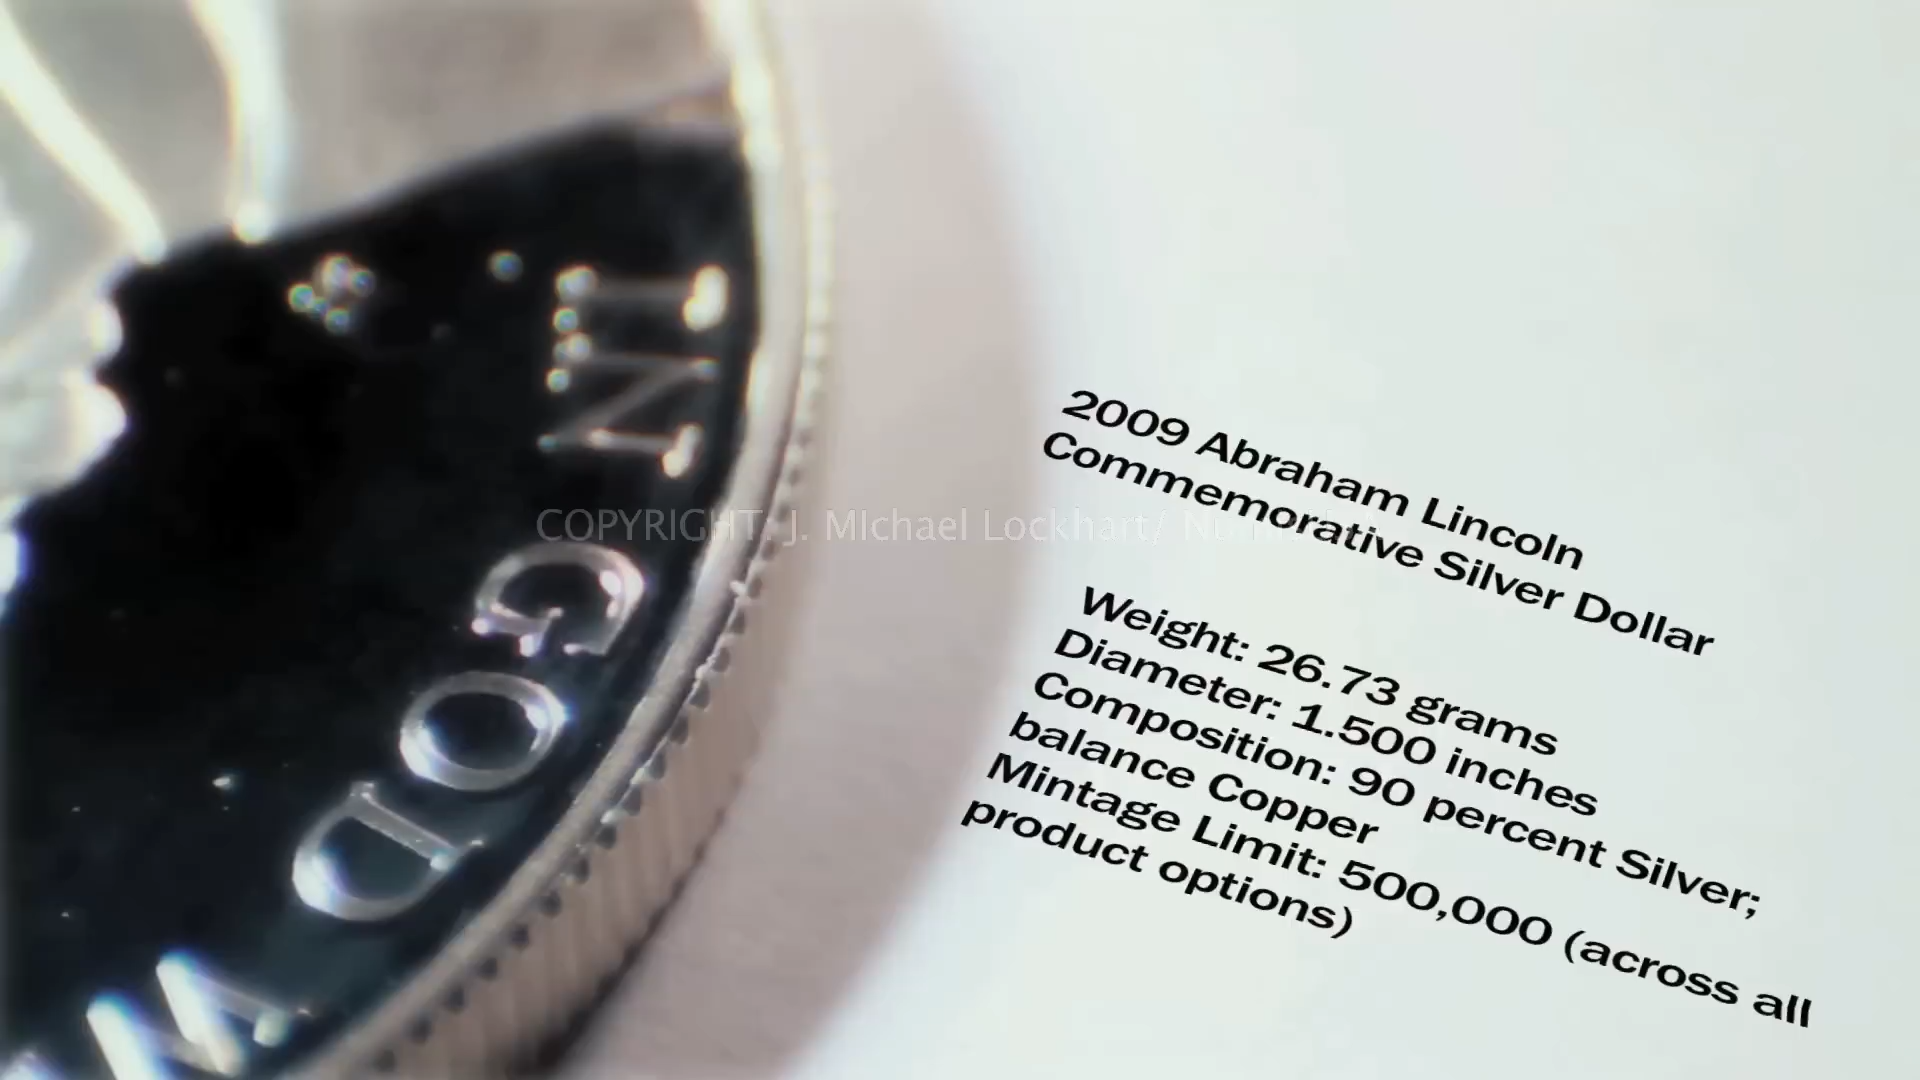 IN GOD W
COPYRIGHT: J. Michael Lockhart/
2009 Abraham Lincoln
Commemorative Silver Dollar
Weight: 26.73 grams
Diameter: 1.500 inches
Composition: 90 percent Silver;
balance Copper
Mintage Limit: 500,000 (across all
product options)